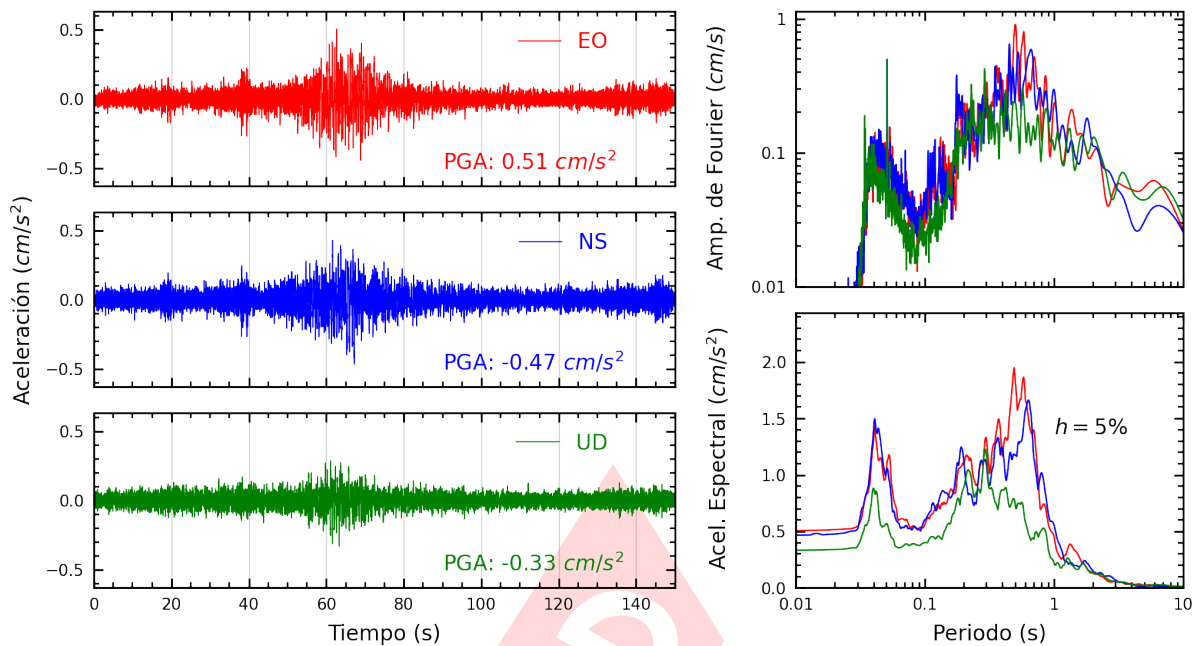 Aceleración (cm/s²)
0.5
0.0
−0.5
EO
PGA: 0.51 cm/s²
0.5
0.0
−0.5
NS
PGA: -0.47 cm/s²
0.5
0.0
−0.5
UD
PGA: -0.33 cm/s²
0 20 40 60 80 100 120 140
Tiempo (s)
Amp. de Fourier (cm/s)
1
0.1
0.01
Acel. Espectral (cm/s²)
2.0
1.5
1.0
0.5
0.0
h = 5%
0.01 0.1 1 10
Periodo (s)